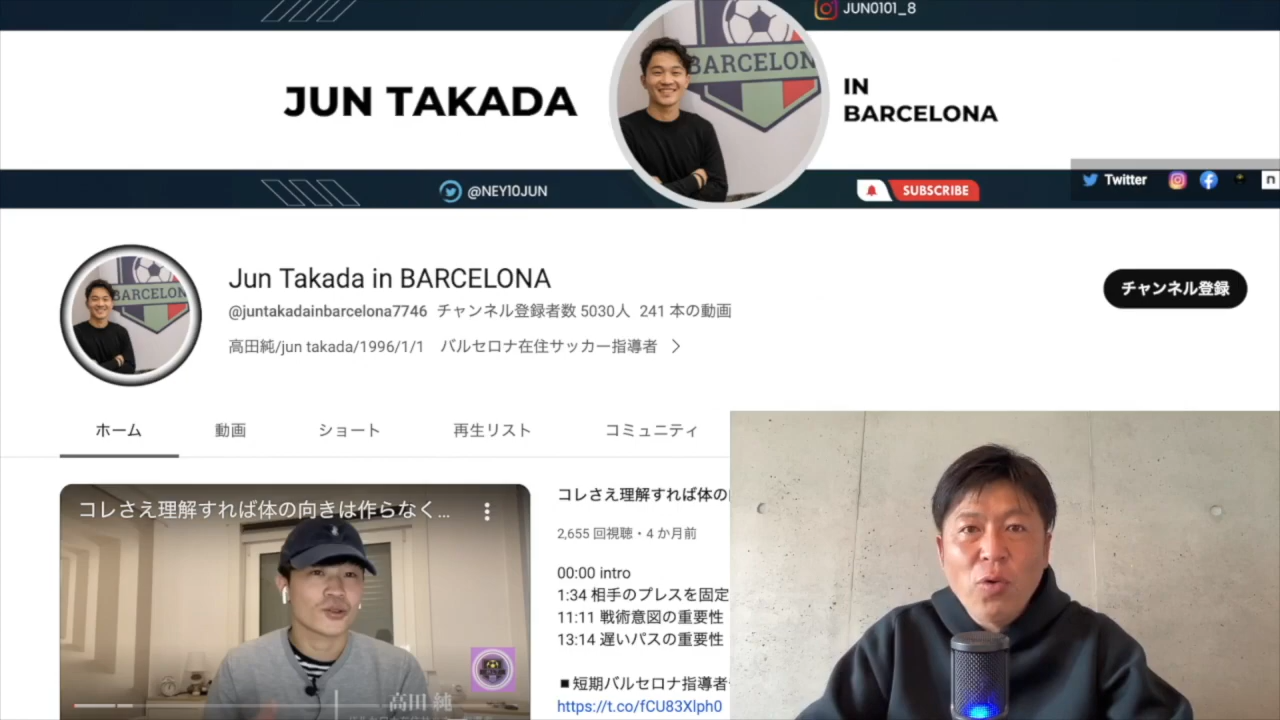 JUN0101_8
JUN TAKADA
BARCELON
IN
BARCELONA
@NEY10JUN
SUBSCRIBE
Twitter
BARCELON
Jun Takada in BARCELONA
@juntakadainbarcelona7746 チャンネル登録者数 5030人 241 本の動画
高田純/jun takada/1996/1/1 バルセロナ在住サッカー指導者
チャンネル登録
ホーム
動画
ショート
再生リスト
コミュニティ
コレさえ理解すれば体の向きは作らなく...
コレさえ理解すれば体の
2,655 回視聴・4 か月前
00:00 intro
1:34 相手のプレスを固定
11:11 戦術意図の重要性
13:14 遅いパスの重要性
■短期バルセロナ指導者
https://t.co/fCU83Xlph0
高田 純